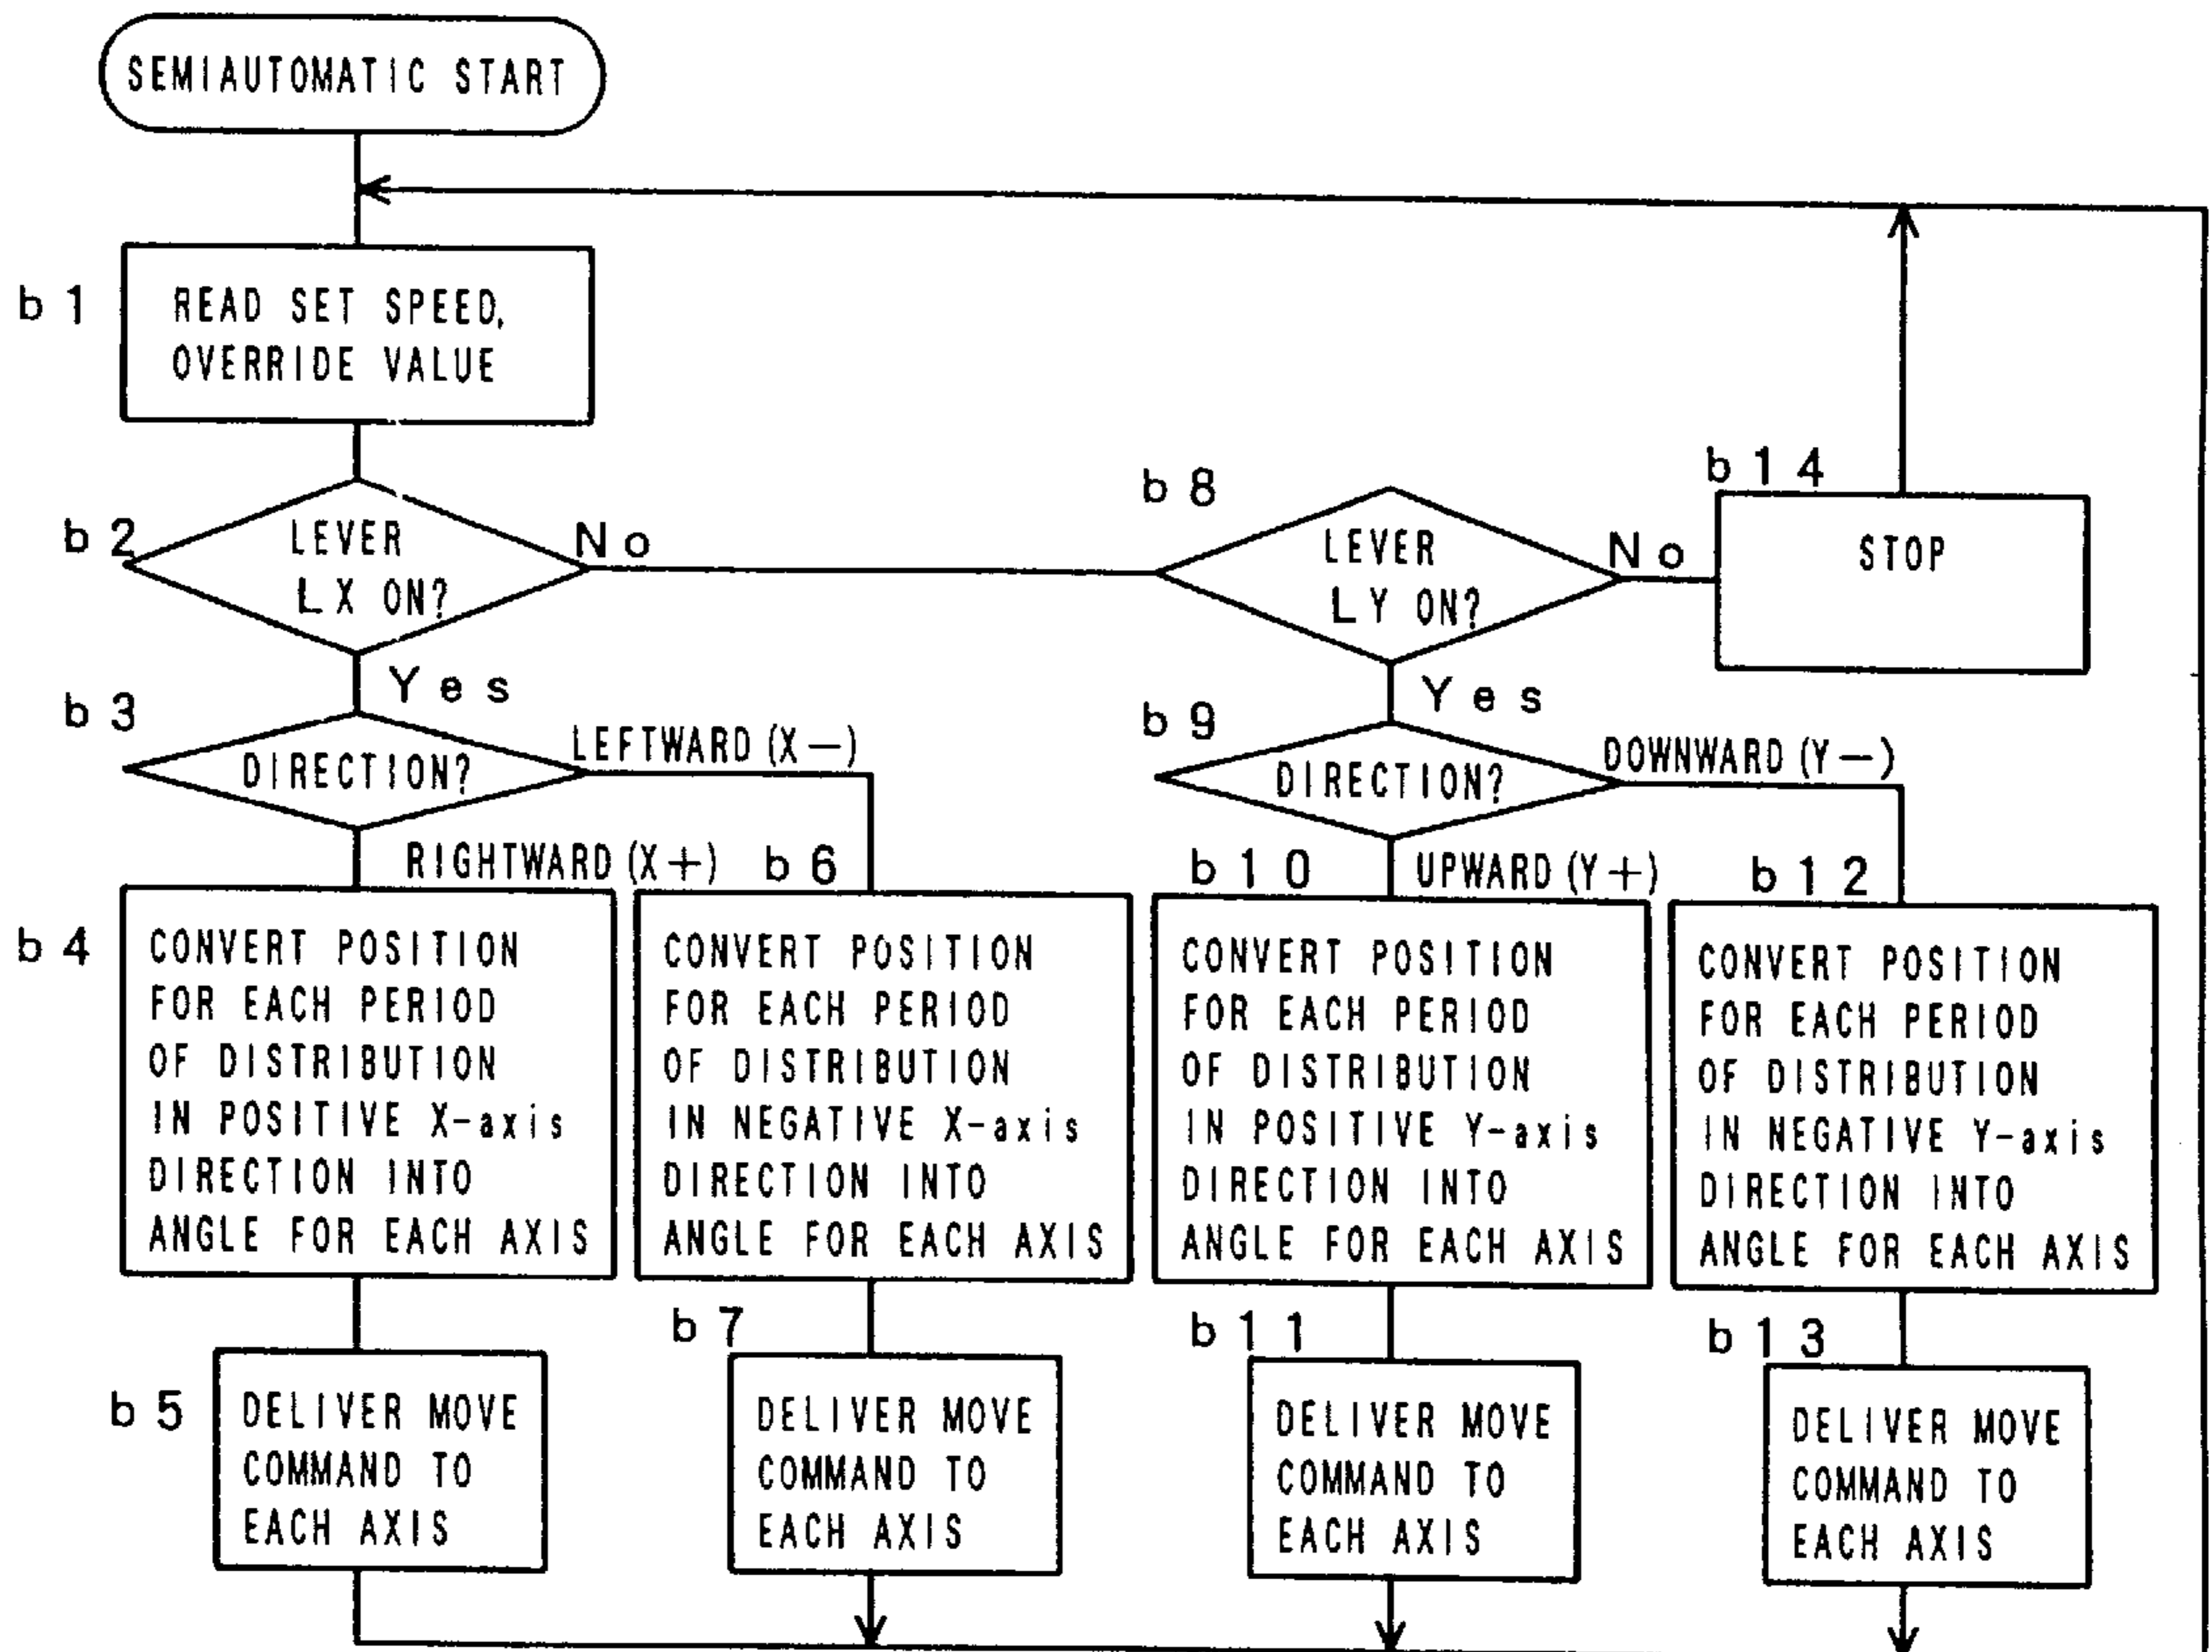 SEMIAUTOMATIC START
b1
READ SET SPEED,
OVERRIDE VALUE
b2
LEVER
LX ON?
No
b8
LEVER
LY ON?
No
b14
STOP
Yes
b3
DIRECTION?
LEFTWARD (X−)
Yes
b9
DIRECTION?
DOWNWARD (Y−)
RIGHTWARD (X+)
b4
CONVERT POSITION
FOR EACH PERIOD
OF DISTRIBUTION
IN POSITIVE X-axis
DIRECTION INTO
ANGLE FOR EACH AXIS
b6
CONVERT POSITION
FOR EACH PERIOD
OF DISTRIBUTION
IN NEGATIVE X-axis
DIRECTION INTO
ANGLE FOR EACH AXIS
b10
UPWARD (Y+)
CONVERT POSITION
FOR EACH PERIOD
OF DISTRIBUTION
IN POSITIVE Y-axis
DIRECTION INTO
ANGLE FOR EACH AXIS
b12
CONVERT POSITION
FOR EACH PERIOD
OF DISTRIBUTION
IN NEGATIVE Y-axis
DIRECTION INTO
ANGLE FOR EACH AXIS
b5
DELIVER MOVE
COMMAND TO
EACH AXIS
b7
DELIVER MOVE
COMMAND TO
EACH AXIS
b11
DELIVER MOVE
COMMAND TO
EACH AXIS
b13
DELIVER MOVE
COMMAND TO
EACH AXIS